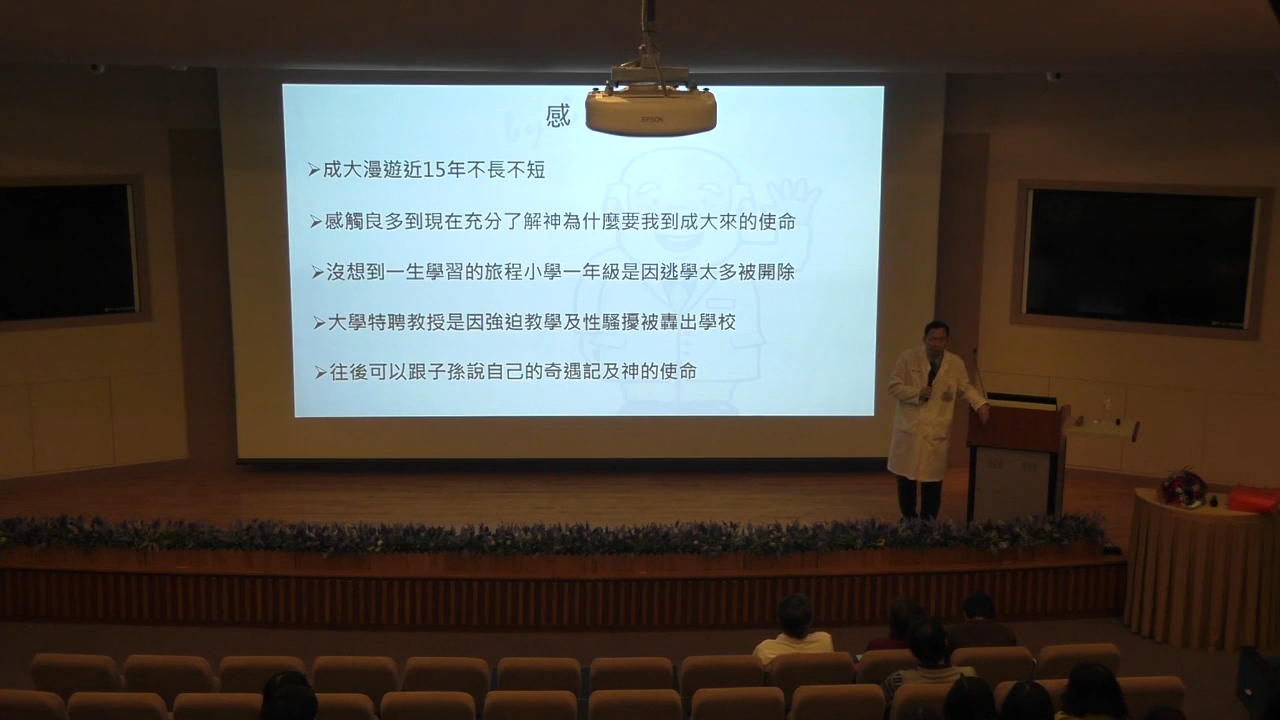 感
EPSON
➢成大漫遊近15年不長不短
➢感觸良多到現在充分了解神為什麼要我到成大來的使命
➢沒想到一生學習的旅程小學一年級是因逃學太多被開除
➢大學特聘教授是因強迫教學及性騷擾被轟出學校
➢往後可以跟子孫說自己的奇遇記及神的使命